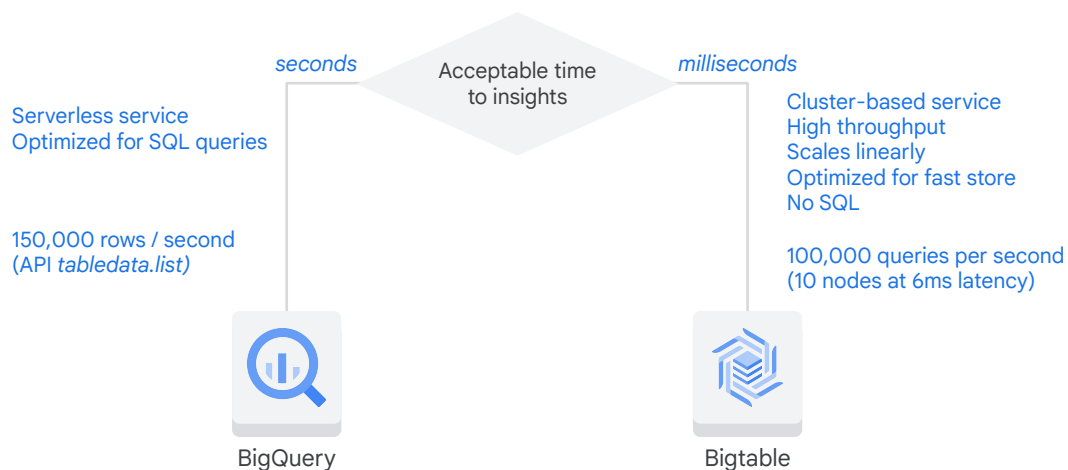 Acceptable time
to insights
seconds
milliseconds
Serverless service
Optimized for SQL queries
150,000 rows / second
(API tabledata.list)
Cluster-based service
High throughput
Scales linearly
Optimized for fast store
No SQL
100,000 queries per second
(10 nodes at 6ms latency)
BigQuery
Bigtable